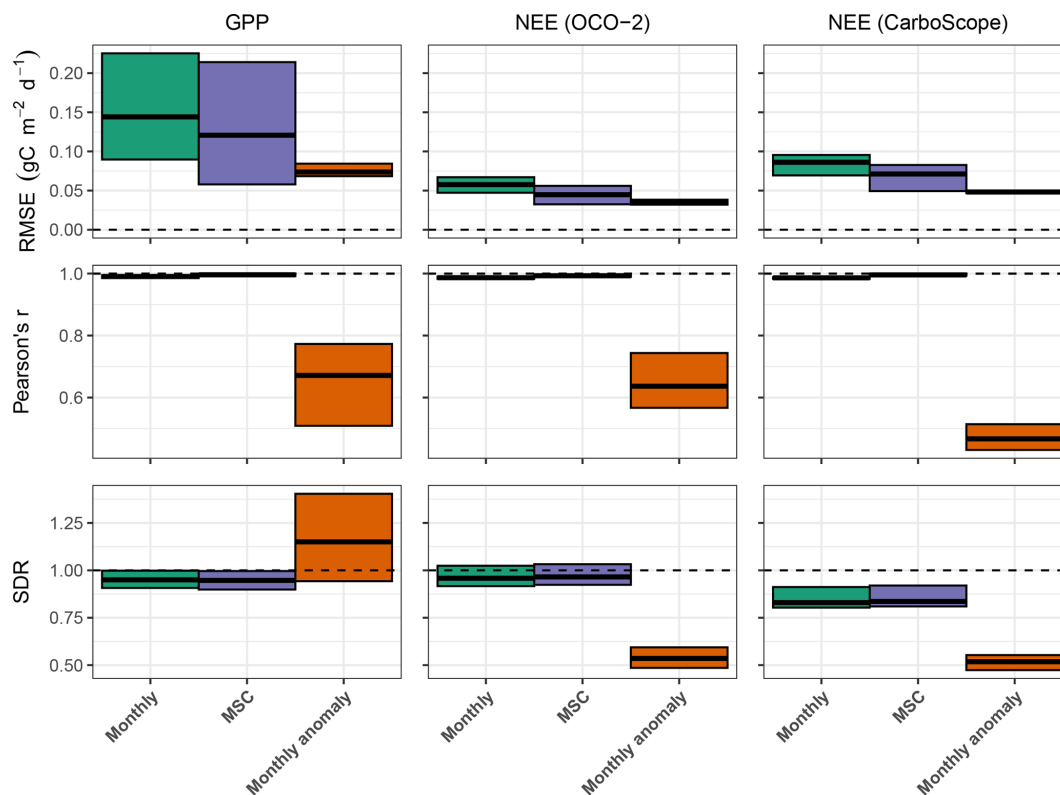 GPP
NEE (OCO−2)
NEE (CarboScope)
RMSE (gC m⁻² d⁻¹)
0.20
0.15
0.10
0.05
0.00
Pearson's r
1.0
0.8
0.6
SDR
1.25
1.00
0.75
0.50
Monthly
MSC
Monthly anomaly
Monthly
MSC
Monthly anomaly
Monthly
MSC
Monthly anomaly